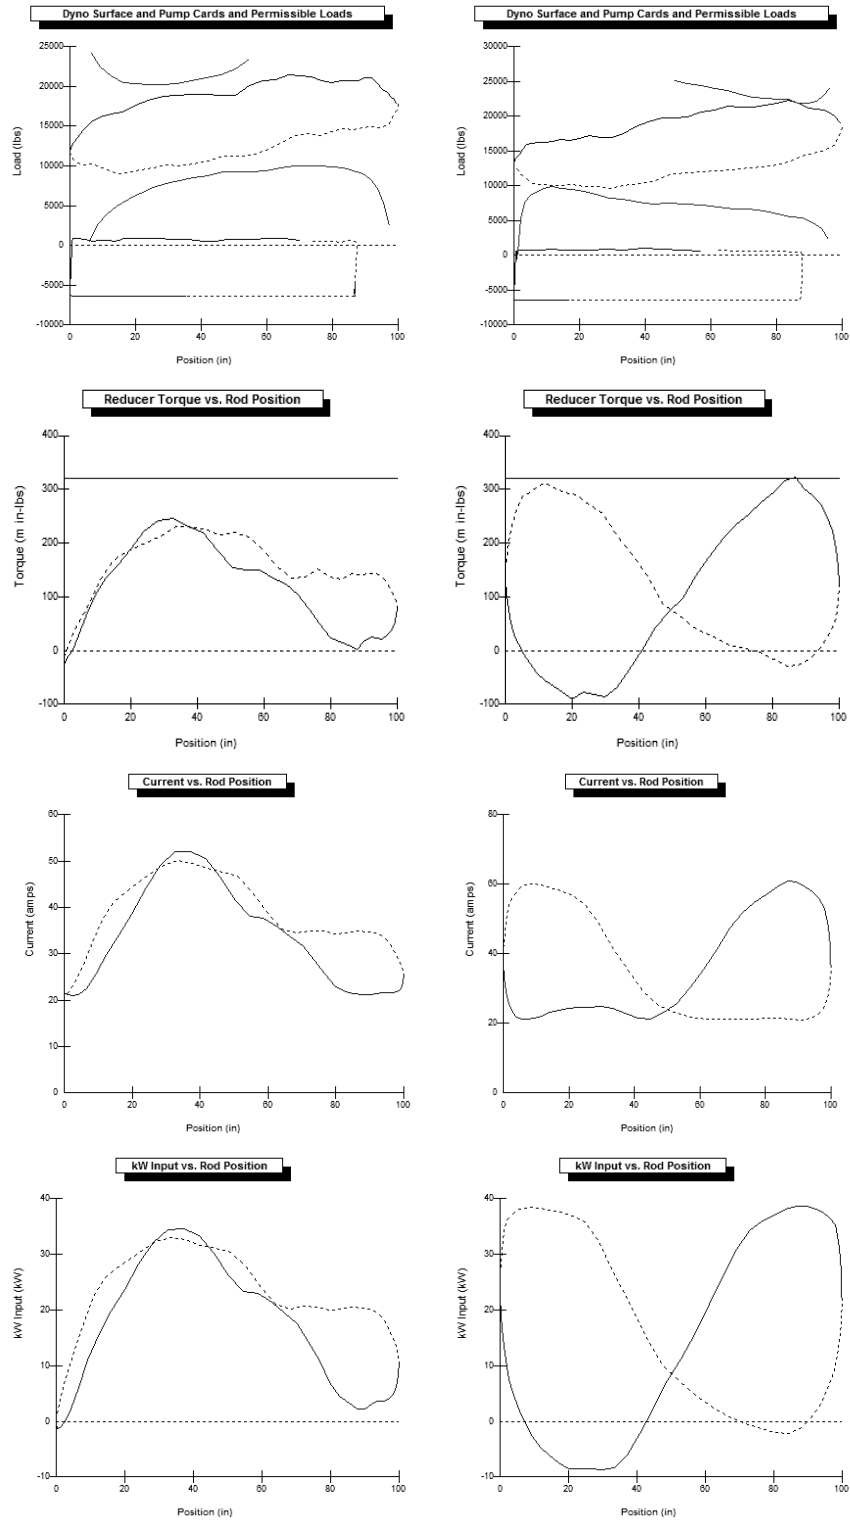 Dyno Surface and Pump Cards and Permissible Loads
25000
20000
15000
10000
5000
0
-5000
-10000
Load (lbs)
0 20 40 60 80 100
Position (in)
Dyno Surface and Pump Cards and Permissible Loads
30000
25000
20000
15000
10000
5000
0
-5000
-10000
Load (lbs)
0 20 40 60 80 100
Position (in)
Reducer Torque vs. Rod Position
400
300
200
100
0
-100
Torque (m in-lbs)
0 20 40 60 80 100
Position (in)
Reducer Torque vs. Rod Position
400
300
200
100
0
-100
Torque (m in-lbs)
0 20 40 60 80 100
Position (in)
Current vs. Rod Position
60
50
40
30
20
10
0
Current (amps)
0 20 40 60 80 100
Position (in)
Current vs. Rod Position
80
60
40
20
0
Current (amps)
0 20 40 60 80 100
Position (in)
kW Input vs. Rod Position
40
30
20
10
0
-10
kW Input (kW)
0 20 40 60 80 100
Position (in)
kW Input vs. Rod Position
40
30
20
10
0
-10
kW Input (kW)
0 20 40 60 80 100
Position (in)